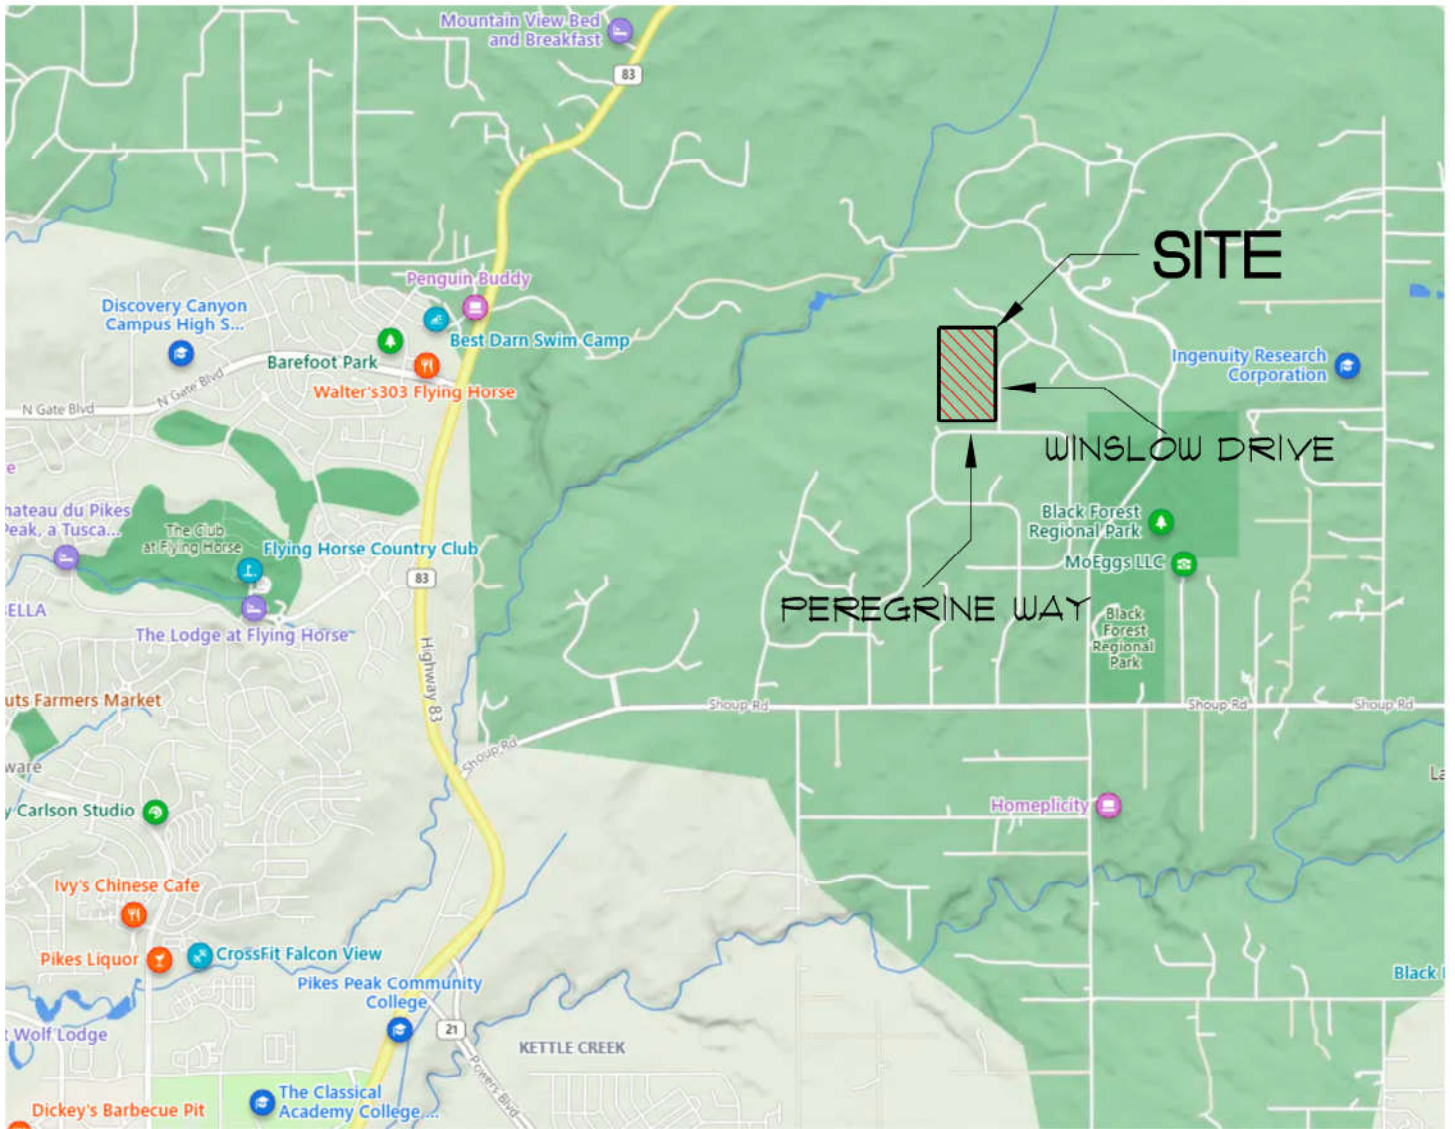 Mountain View Bed
and Breakfast
83
SITE
Penguin Buddy
Discovery Canyon
Campus High S...
Best Darn Swim Camp
Barefoot Park
Ingenuity Research
Corporation
Walter's303 Flying Horse
N Gate Blvd
N Gate Blvd
WINSLOW DRIVE
Black Forest
Regional Park
MoEggs LLC
hateau du Pikes
Peak, a Tusca...
The Club
at Flying Horse
Flying Horse Country Club
83
PEREGRINE WAY
ELLA
The Lodge at Flying Horse
Black
Forest
Regional
Park
Highway 83
uts Farmers Market
Shoup Rd
Shoup Rd
Shoup Rd
Shoup Rd
ware
La
y Carlson Studio
Homeplicity
Ivy's Chinese Cafe
Pikes Liquor
CrossFit Falcon View
Black
Pikes Peak Community
College
21
t Wolf Lodge
KETTLE CREEK
Powers Blvd
The Classical
Academy College ...
Dickey's Barbecue Pit